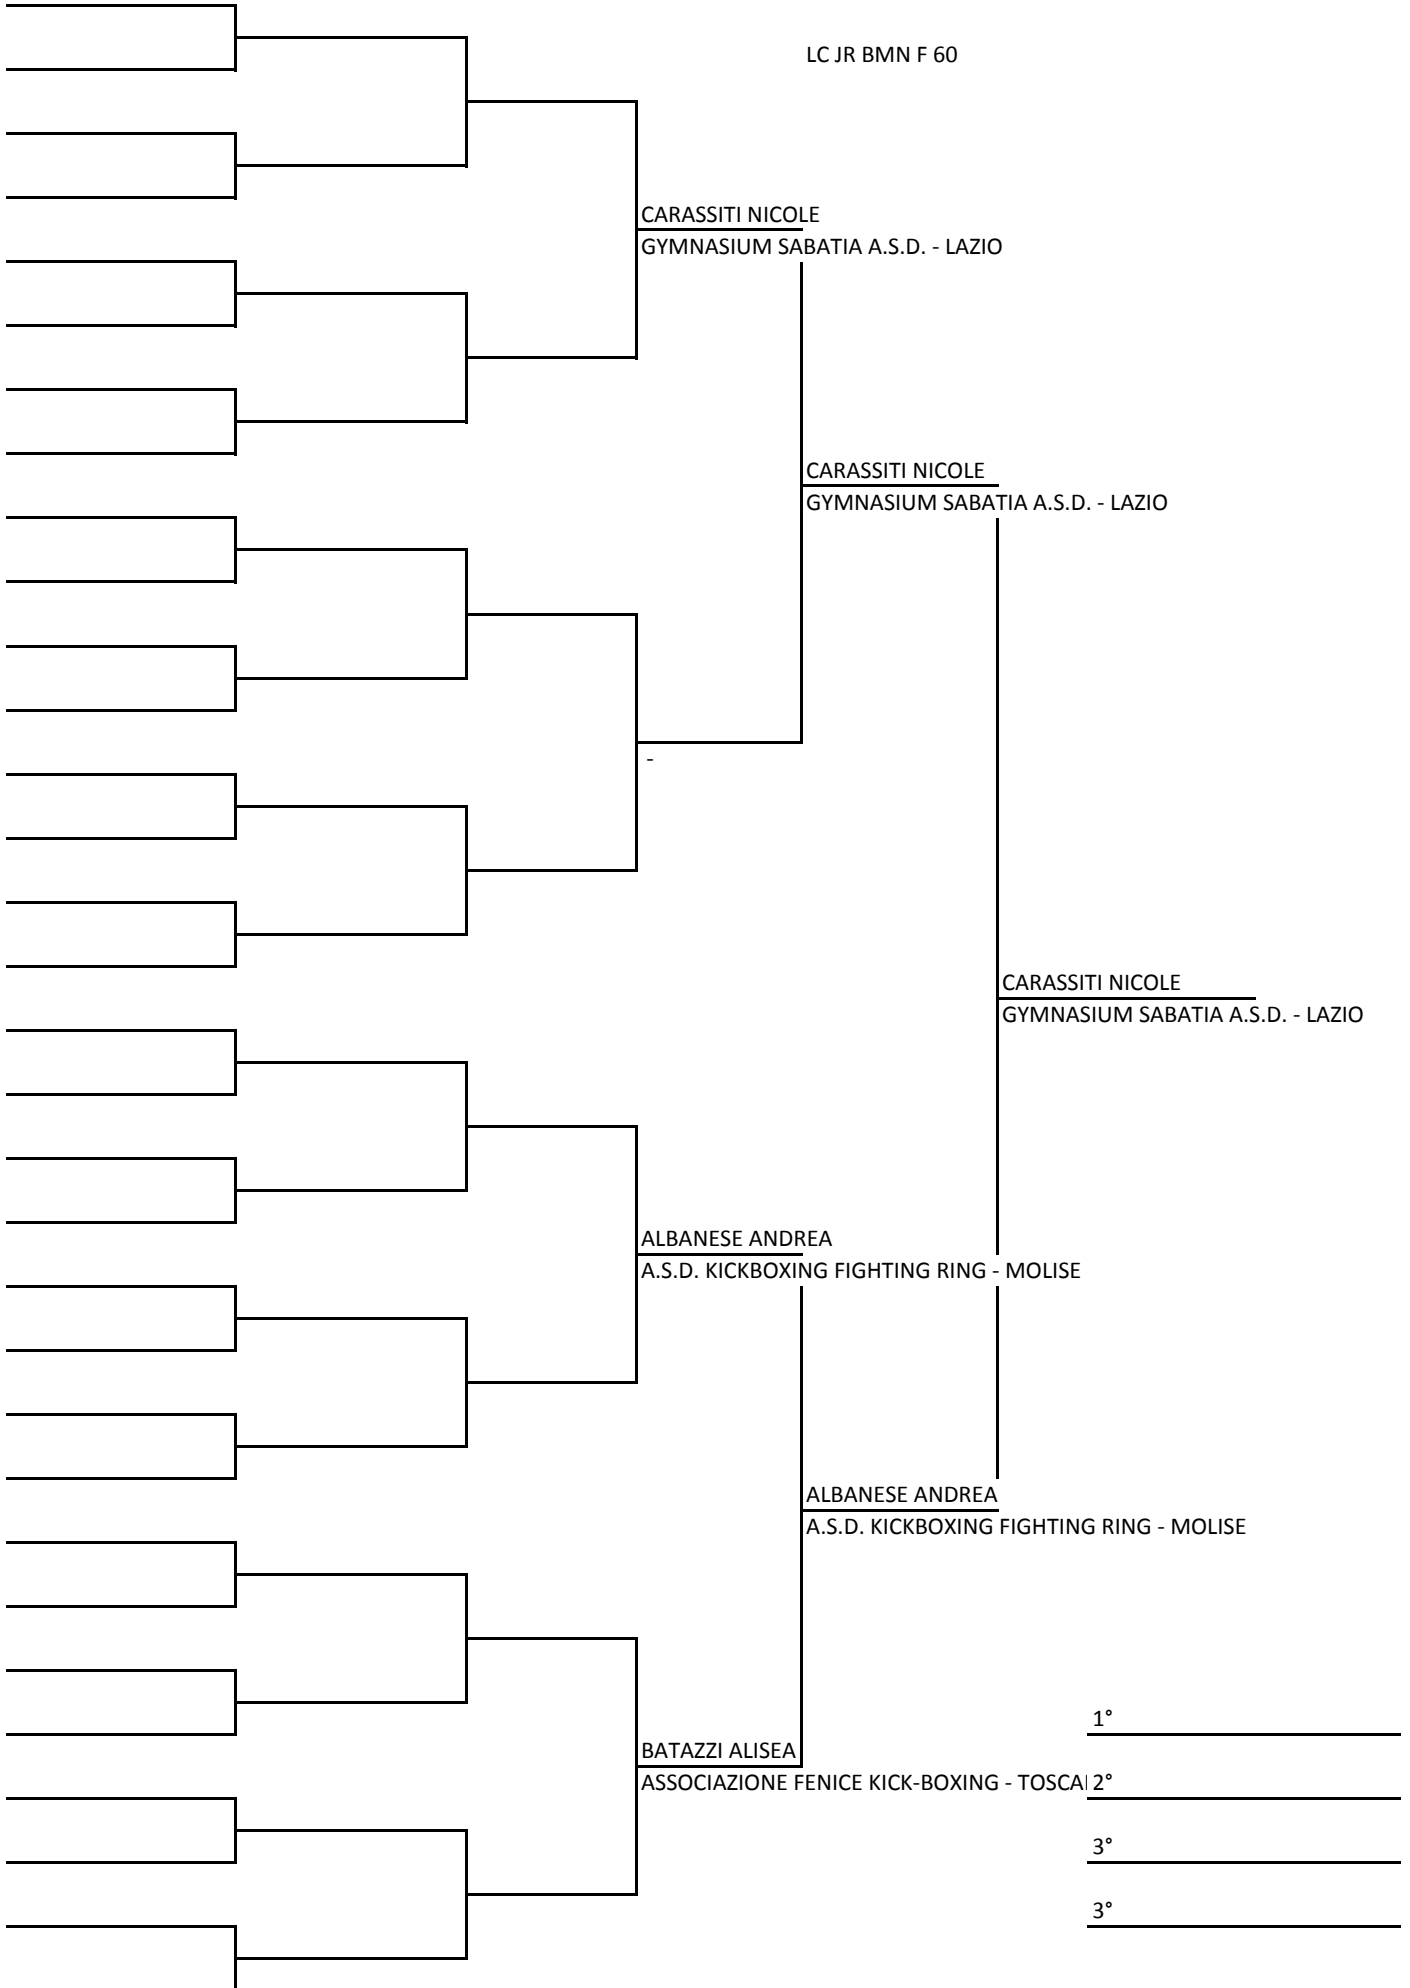 LC JR BMN F 60
CARASSITI NICOLE
GYMNASIUM SABATIA A.S.D. - LAZIO
CARASSITI NICOLE
GYMNASIUM SABATIA A.S.D. - LAZIO
-
CARASSITI NICOLE
GYMNASIUM SABATIA A.S.D. - LAZIO
ALBANESE ANDREA
A.S.D. KICKBOXING FIGHTING RING - MOLISE
ALBANESE ANDREA
A.S.D. KICKBOXING FIGHTING RING - MOLISE
1°
BATAZZI ALISEA
ASSOCIAZIONE FENICE KICK-BOXING - TOSCAI 2°
3°
3°